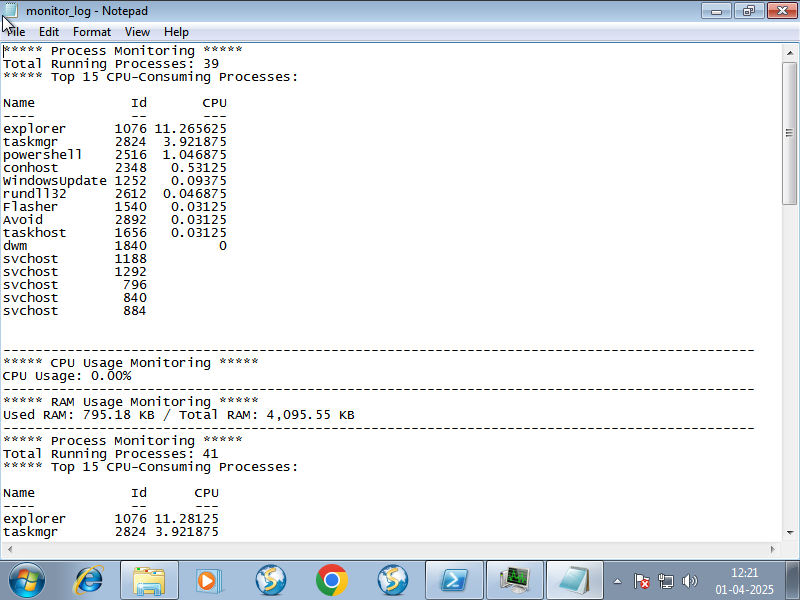 monitor_log - Notepad
File Edit Format View Help
***** Process Monitoring *****
Total Running Processes: 39
***** Top 15 CPU-Consuming Processes:
Name Id CPU
---- -- ---
explorer 1076 11.265625
taskmgr 2824 3.921875
powershell 2516 1.046875
conhost 2348 0.53125
WindowsUpdate 1252 0.09375
rundll32 2612 0.046875
Flasher 1540 0.03125
Avoid 2892 0.03125
taskhost 1656 0.03125
dwm 1840 0
svchost 1188
svchost 1292
svchost 796
svchost 840
svchost 884
----------------------------------------------------------------------------------------------
***** CPU Usage Monitoring *****
CPU Usage: 0.00%
----------------------------------------------------------------------------------------------
***** RAM Usage Monitoring *****
Used RAM: 795.18 KB / Total RAM: 4,095.55 KB
----------------------------------------------------------------------------------------------
***** Process Monitoring *****
Total Running Processes: 41
***** Top 15 CPU-Consuming Processes:
Name Id CPU
---- -- ---
explorer 1076 11.28125
taskmgr 2824 3.921875
12:21
01-04-2025